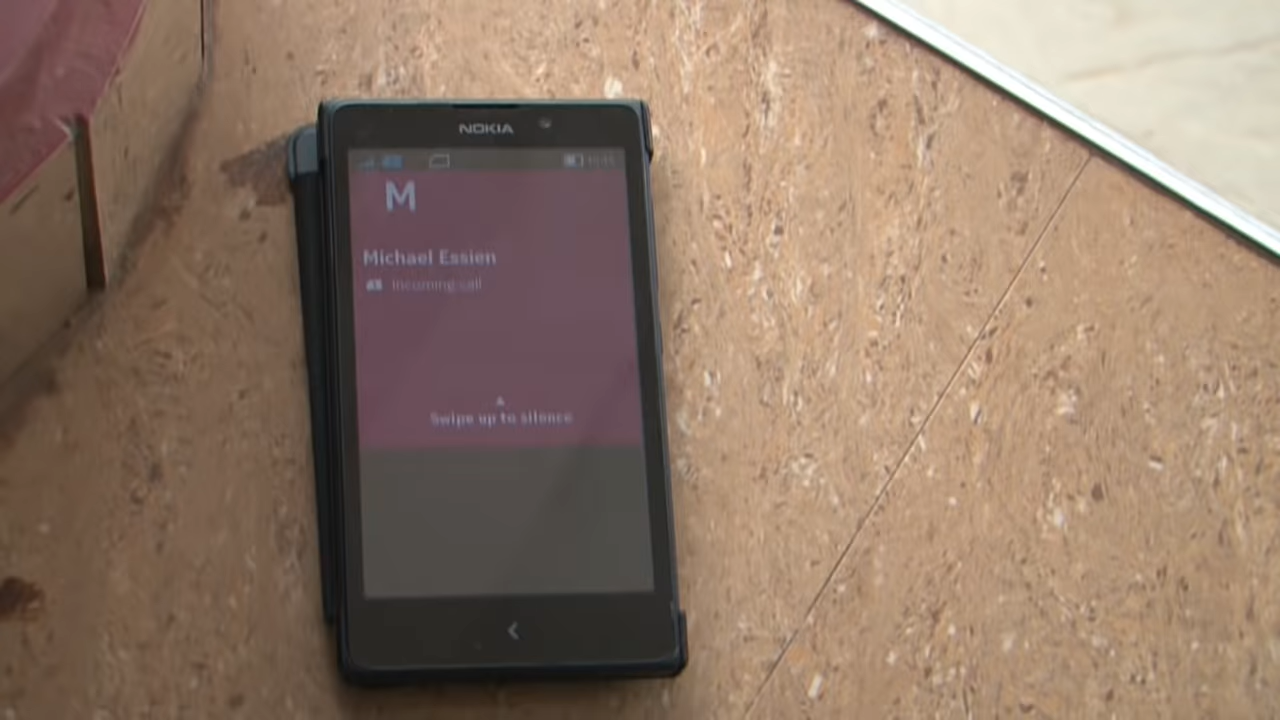 NOKIA
M
Michael Essien
Incoming call
Swipe up to silence